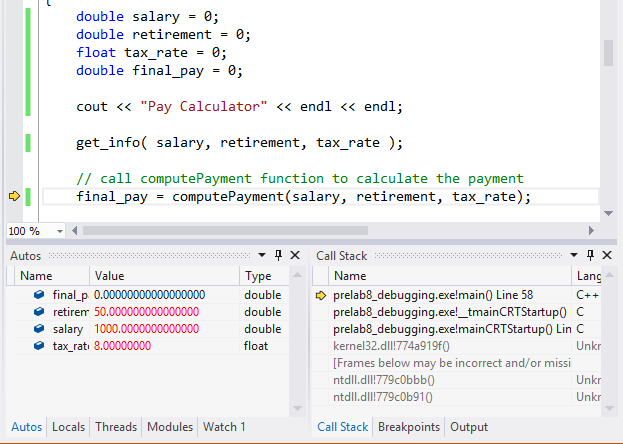 {
double salary = 0;
double retirement = 0;
float tax_rate = 0;
double final_pay = 0;
cout << "Pay Calculator" << endl << endl;
get_info( salary, retirement, tax_rate );
// call computePayment function to calculate the payment
final_pay = computePayment(salary, retirement, tax_rate);
100 %
Autos
Name Value Type
final_p 0.00000000000000000 double
retirem 50.000000000000000 double
salary 1000.0000000000000 double
tax_rat 8.00000000 float
Autos Locals Threads Modules Watch 1
Call Stack
Name Lang
prelab8_debugging.exe!main() Line 58 C++
prelab8_debugging.exe!__tmainCRTStartup() C
prelab8_debugging.exe!mainCRTStartup() Lin C
kernel32.dll!774a919f() Unkr
[Frames below may be incorrect and/or missi
ntdll.dll!779c0bbb() Unkr
ntdll.dll!779c0b91() Unkr
Call Stack Breakpoints Output